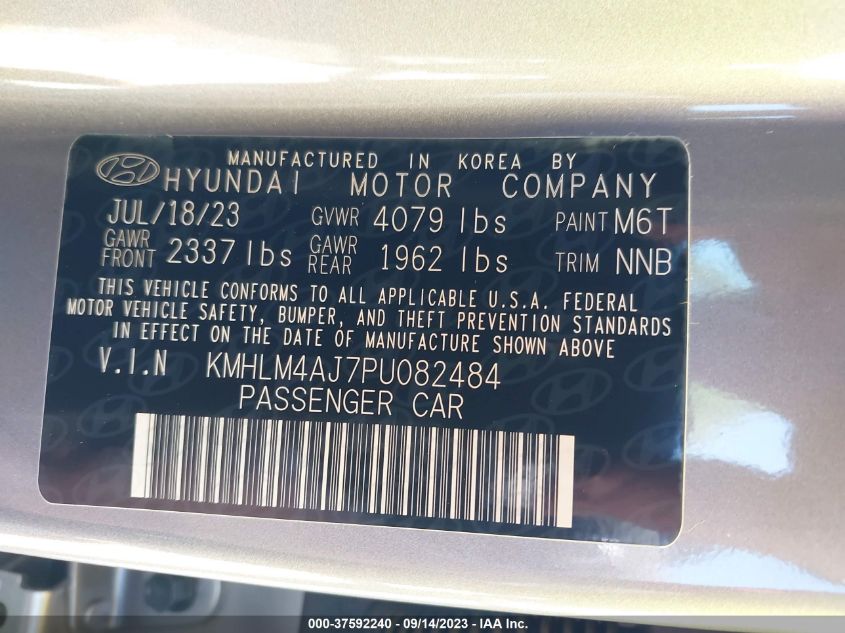 MANUFACTURED IN KOREA BY
HYUNDAI MOTOR COMPANY
JUL/18/23 GVWR 4079 lbs PAINT M6T
GAWR FRONT 2337 lbs GAWR REAR 1962 lbs TRIM NNB
THIS VEHICLE CONFORMS TO ALL APPLICABLE U.S.A. FEDERAL
MOTOR VEHICLE SAFETY, BUMPER, AND THEFT PREVENTION STANDARDS
IN EFFECT ON THE DATE OF MANUFACTURE SHOWN ABOVE
V.I.N KMHLM4AJ7PU082484
PASSENGER CAR
000-37592240 - 09/14/2023 - IAA Inc.